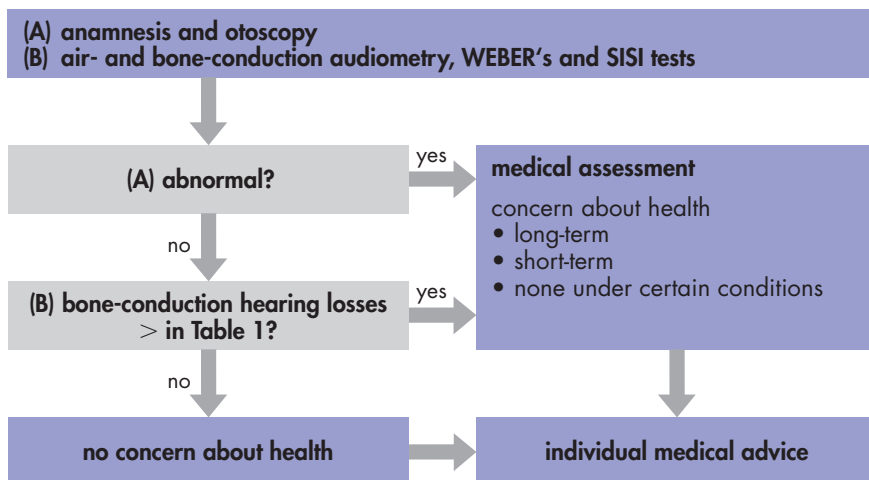 (A) anamnesis and otoscopy
(B) air- and bone-conduction audiometry, WEBER‘s and SISI tests
(A) abnormal?
yes
medical assessment
concern about health
• long-term
• short-term
• none under certain conditions
no
(B) bone-conduction hearing losses
> in Table 1?
yes
no
no concern about health
individual medical advice